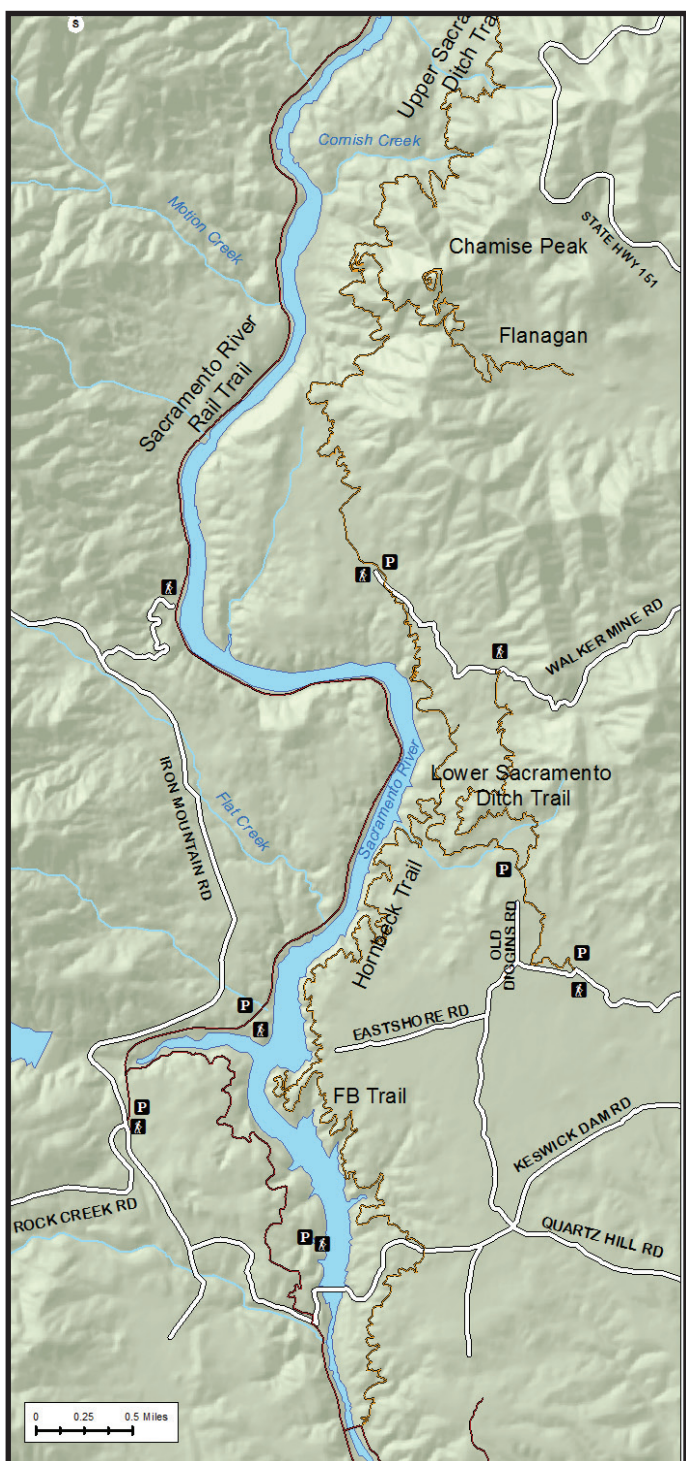 S
Upper Sacra
Ditch Trai
Cornish Creek
Motion Creek
STATE HWY 151
Chamise Peak
Flanagan
Sacramento River
Rail Trail
P
P
WALKER MINE RD
IRON MOUNTAIN RD
Sacramento River
Lower Sacramento
Ditch Trail
Flat Creek
P
Hornbeck Trail
OLD
DIGGINS RD
P
P
EASTSHORE RD
FB Trail
P
KESWICK DAM RD
ROCK CREEK RD
QUARTZ HILL RD
P
0 0.25 0.5 Miles